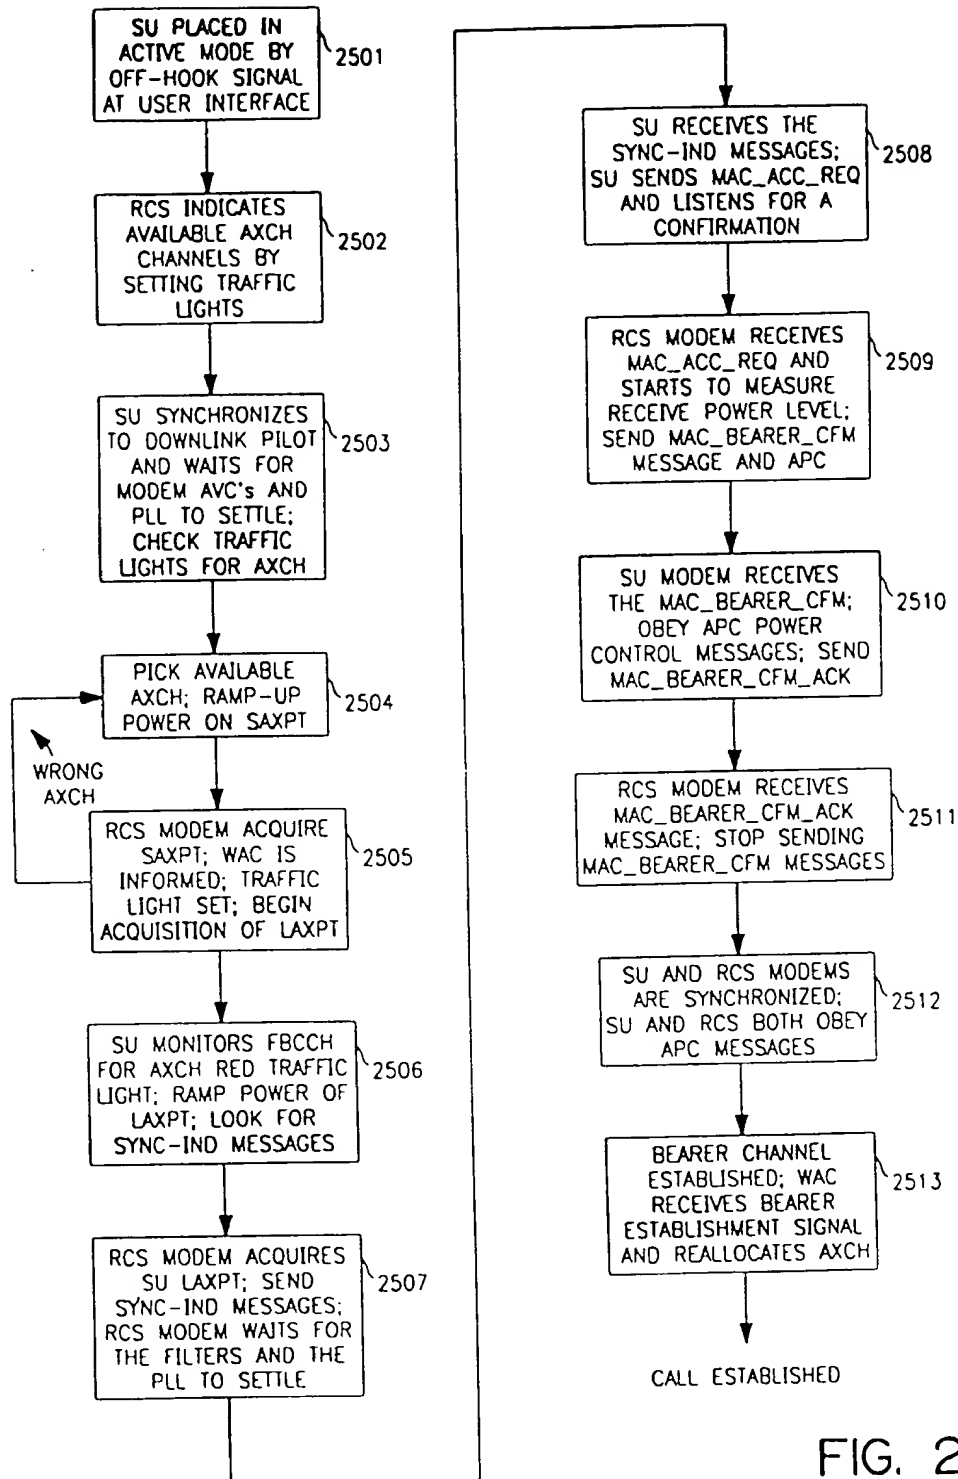 SU PLACED IN
ACTIVE MODE BY
OFF-HOOK SIGNAL
AT USER INTERFACE
2501
RCS INDICATES
AVAILABLE AXCH
CHANNELS BY
SETTING TRAFFIC
LIGHTS
2502
SU SYNCHRONIZES
TO DOWNLINK PILOT
AND WAITS FOR
MODEM AVC's AND
PLL TO SETTLE;
CHECK TRAFFIC
LIGHTS FOR AXCH
2503
PICK AVAILABLE
AXCH; RAMP-UP
POWER ON SAXPT
2504
WRONG
AXCH
RCS MODEM ACQUIRE
SAXPT; WAC IS
INFORMED; TRAFFIC
LIGHT SET; BEGIN
ACQUISITION OF LAXPT
2505
SU MONITORS FBCCH
FOR AXCH RED TRAFFIC
LIGHT; RAMP POWER OF
LAXPT; LOOK FOR
SYNC-IND MESSAGES
2506
RCS MODEM ACQUIRES
SU LAXPT; SEND
SYNC-IND MESSAGES;
RCS MODEM WAITS FOR
THE FILTERS AND THE
PLL TO SETTLE
2507
SU RECEIVES THE
SYNC-IND MESSAGES;
SU SENDS MAC_ACC_REQ
AND LISTENS FOR A
CONFIRMATION
2508
RCS MODEM RECEIVES
MAC_ACC_REQ AND
STARTS TO MEASURE
RECEIVE POWER LEVEL;
SEND MAC_BEARER_CFM
MESSAGE AND APC
2509
SU MODEM RECEIVES
THE MAC_BEARER_CFM;
OBEY APC POWER
CONTROL MESSAGES; SEND
MAC_BEARER_CFM_ACK
2510
RCS MODEM RECEIVES
MAC_BEARER_CFM_ACK
MESSAGE; STOP SENDING
MAC_BEARER_CFM MESSAGES
2511
SU AND RCS MODEMS
ARE SYNCHRONIZED;
SU AND RCS BOTH OBEY
APC MESSAGES
2512
BEARER CHANNEL
ESTABLISHED; WAC
RECEIVES BEARER
ESTABLISHMENT SIGNAL
AND REALLOCATES AXCH
2513
CALL ESTABLISHED
FIG. 2